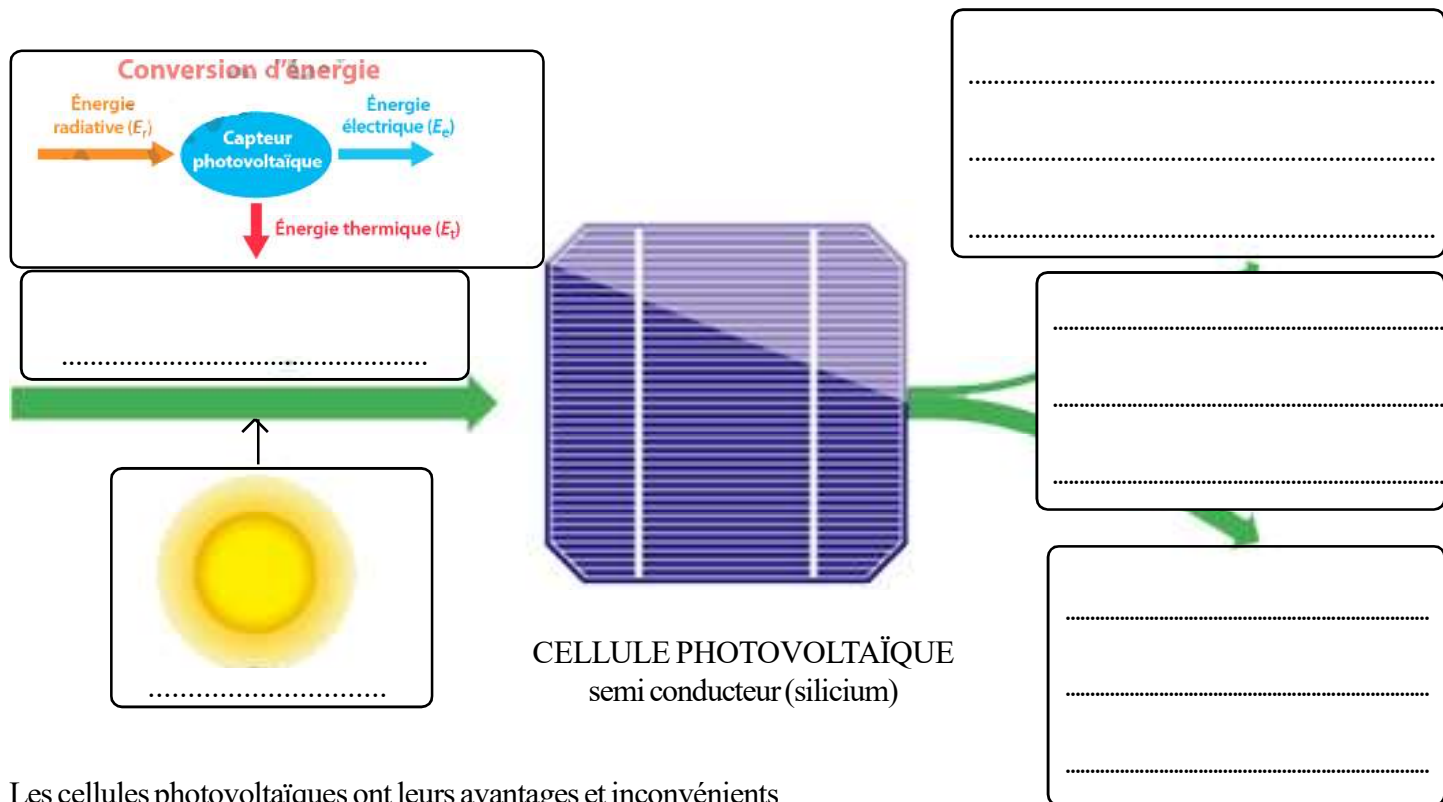 Conversion d'énergie
Énergie
radiative (Er)
Capteur
photovoltaïque
Énergie
électrique (Ee)
Énergie thermique (Et)
CELLULE PHOTOVOLTAÏQUE
semi conducteur (silicium)
Les cellules photovoltaïques ont leurs avantages et inconvénients